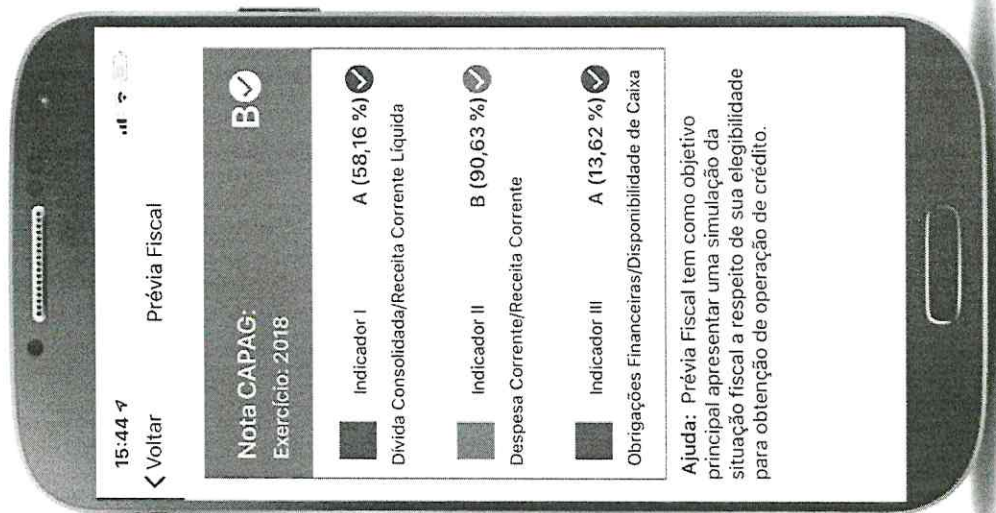 15:44
Voltar
Prévia Fiscal
Nota CAPAG:
B
Exercício: 2018
Indicador I
A (58,16 %)
Dívida Consolidada/Receita Corrente Líquida
Indicador II
B (90,63 %)
Despesa Corrente/Receita Corrente
Indicador III
A (13,62 %)
Obrigações Financeiras/Disponibilidade de Caixa
Ajuda: Prévia Fiscal tem como objetivo
principal apresentar uma simulação da
situação fiscal a respeito de sua elegibilidade
para obtenção de operação de crédito.